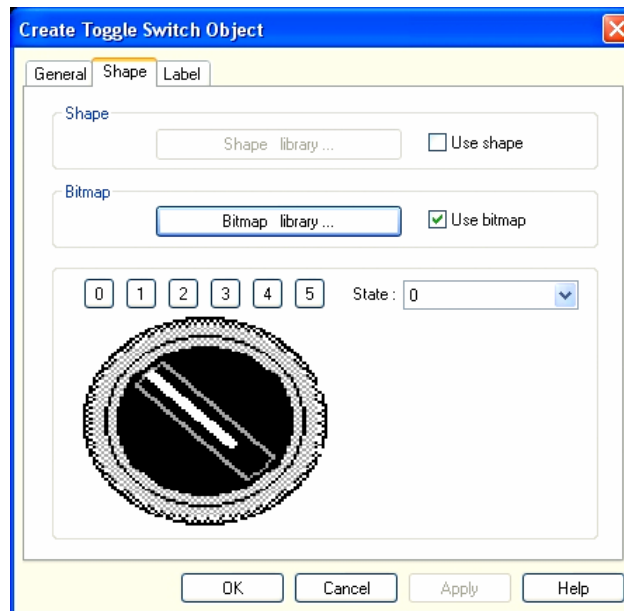 Create Toggle Switch Object
General Shape Label
Shape
Shape library ... Use shape
Bitmap
Bitmap library ... Use bitmap
0 1 2 3 4 5 State : 0
OK Cancel Apply Help